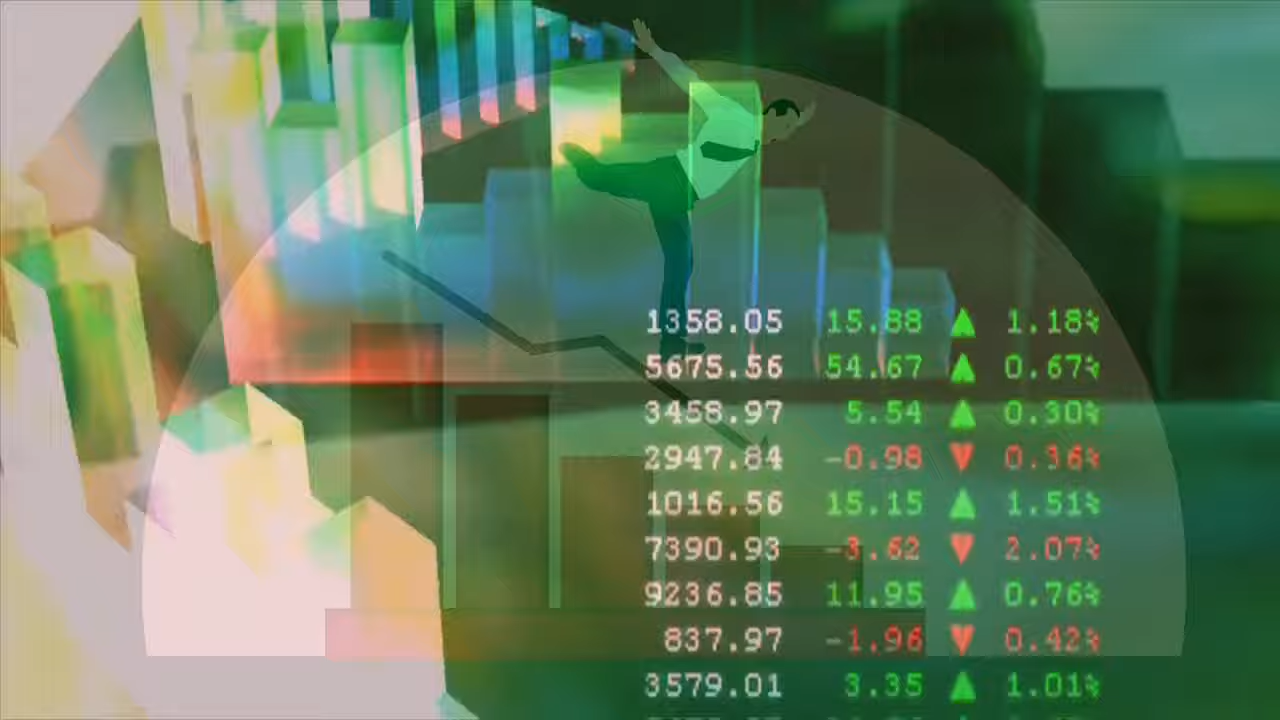 1358.05 15.88 ▲ 1.18%
5675.56 54.67 ▲ 0.67%
3458.97 5.54 ▲ 0.30%
2947.84 -0.98 ▼ 0.36%
1016.56 15.15 ▲ 1.51%
7390.93 -3.62 ▼ 2.07%
9236.85 11.95 ▲ 0.76%
837.97 -1.96 ▼ 0.42%
3579.01 3.35 ▲ 1.01%